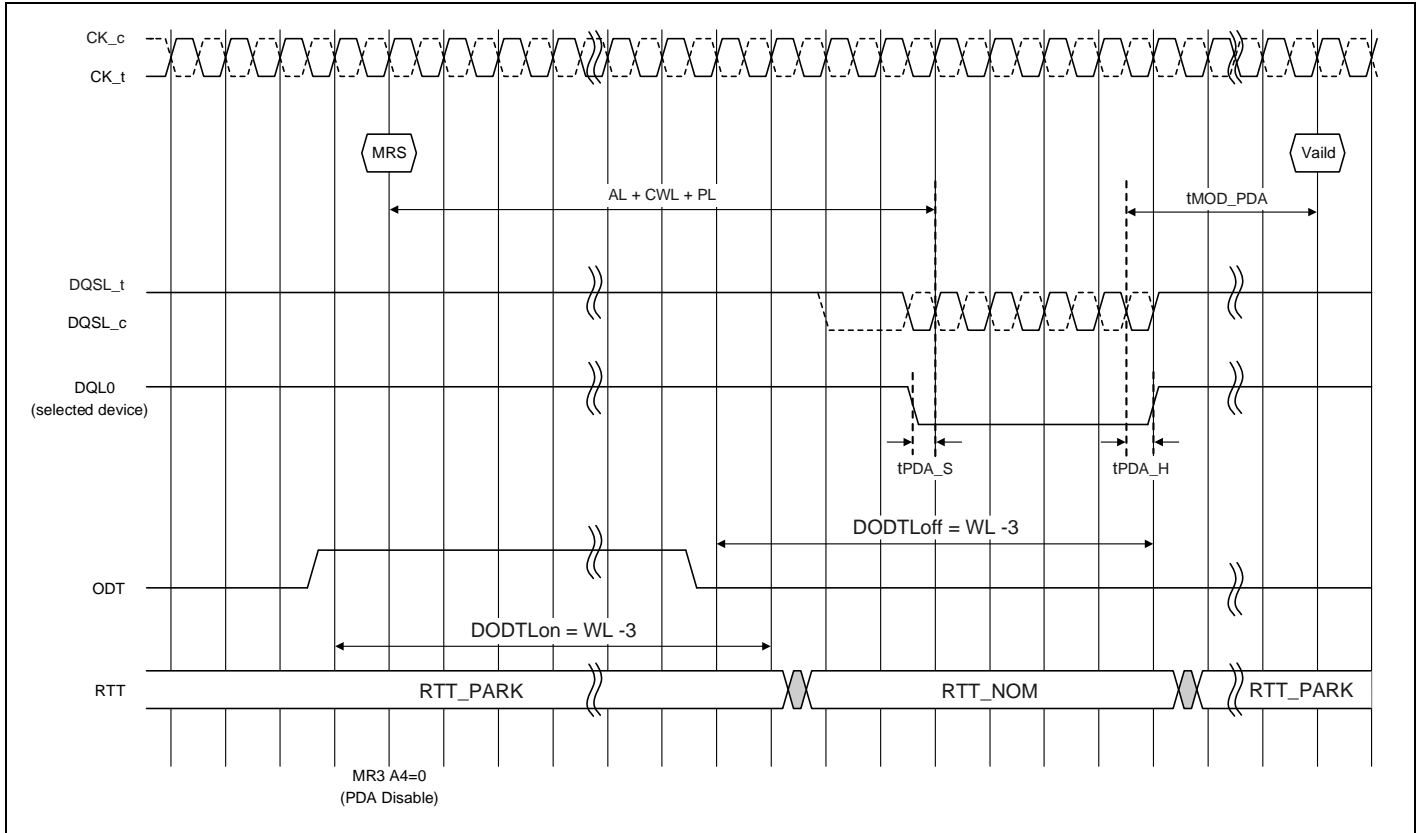 CK_c
CK_t
MRS
Vaild
AL + CWL + PL
tMOD_PDA
DQSL_t
DQSL_c
DQL0
(selected device)
tPDA_S
tPDA_H
DODTLoff = WL -3
ODT
DODTLon = WL -3
RTT
RTT_PARK
RTT_NOM
RTT_PARK
MR3 A4=0
(PDA Disable)